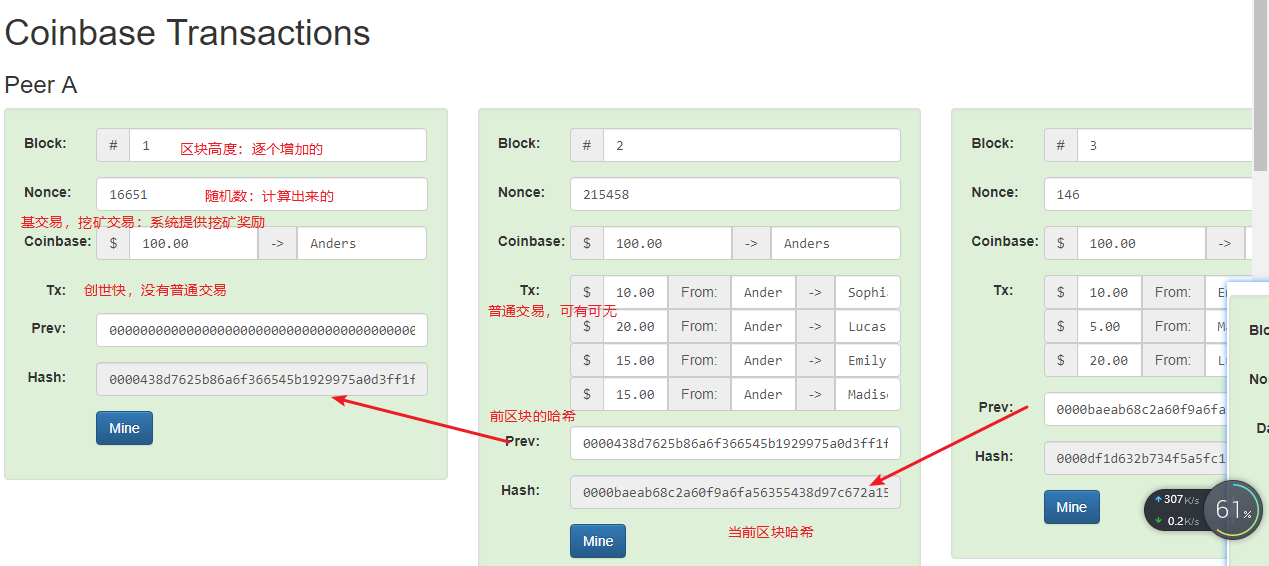 Coinbase Transactions
Peer A
Block: # 1 区块高度：逐个增加的
Nonce: 16651 随机数：计算出来的
基交易，挖矿交易：系统提供挖矿奖励
Coinbase: $ 100.00 -> Anders
Tx: 创世快，没有普通交易
Prev: 0000000000000000000000000000000000000000
Hash: 0000438d7625b86a6f366545b1929975a0d3ff1f
Mine
Block: # 2
Nonce: 215458
Coinbase: $ 100.00 -> Anders
Tx: $ 10.00 From: Ander -> Sophi
普通交易，可有可无
$ 20.00 From: Ander -> Lucas
$ 15.00 From: Ander -> Emily
$ 15.00 From: Ander -> Madis
前区块的哈希
Prev: 0000438d7625b86a6f366545b1929975a0d3ff1f
Hash: 0000baeab68c2a60f9a6fa56355438d97c672a15
当前区块哈希
Mine
Block: # 3
Nonce: 146
Coinbase: $ 100.00 ->
Tx: $ 10.00 From:
$ 5.00 From:
$ 20.00 From:
Prev: 0000baeab68c2a60f9a6fa
Hash: 0000df1d632b734f5a5fc1
Mine
Blo
No
Da
307 K/s
0.2 K/s
61%